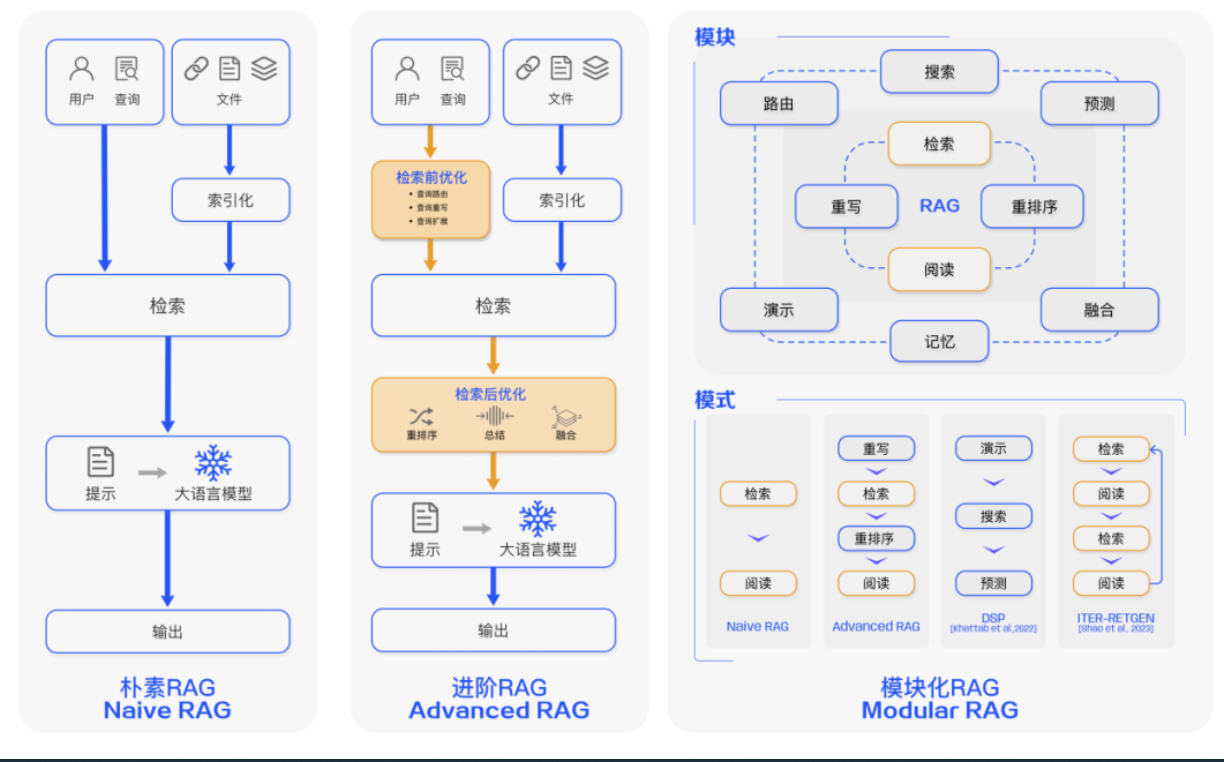 用户
查询
文件
索引化
检索
提示
大语言模型
输出
朴素RAG
Naive RAG
用户
查询
文件
检索前优化
• 查询路由
• 查询重写
• 查询扩展
索引化
检索
检索后优化
重排序
总结
融合
提示
大语言模型
输出
进阶RAG
Advanced RAG
模块
搜索
路由
预测
检索
重写
RAG
重排序
阅读
演示
融合
记忆
模式
检索
阅读
Naive RAG
重写
检索
重排序
阅读
Advanced RAG
演示
搜索
预测
DSP
[Khattab et al.,2022]
检索
阅读
检索
阅读
ITER-RETGEN
[Shao et al., 2023]
模块化RAG
Modular RAG